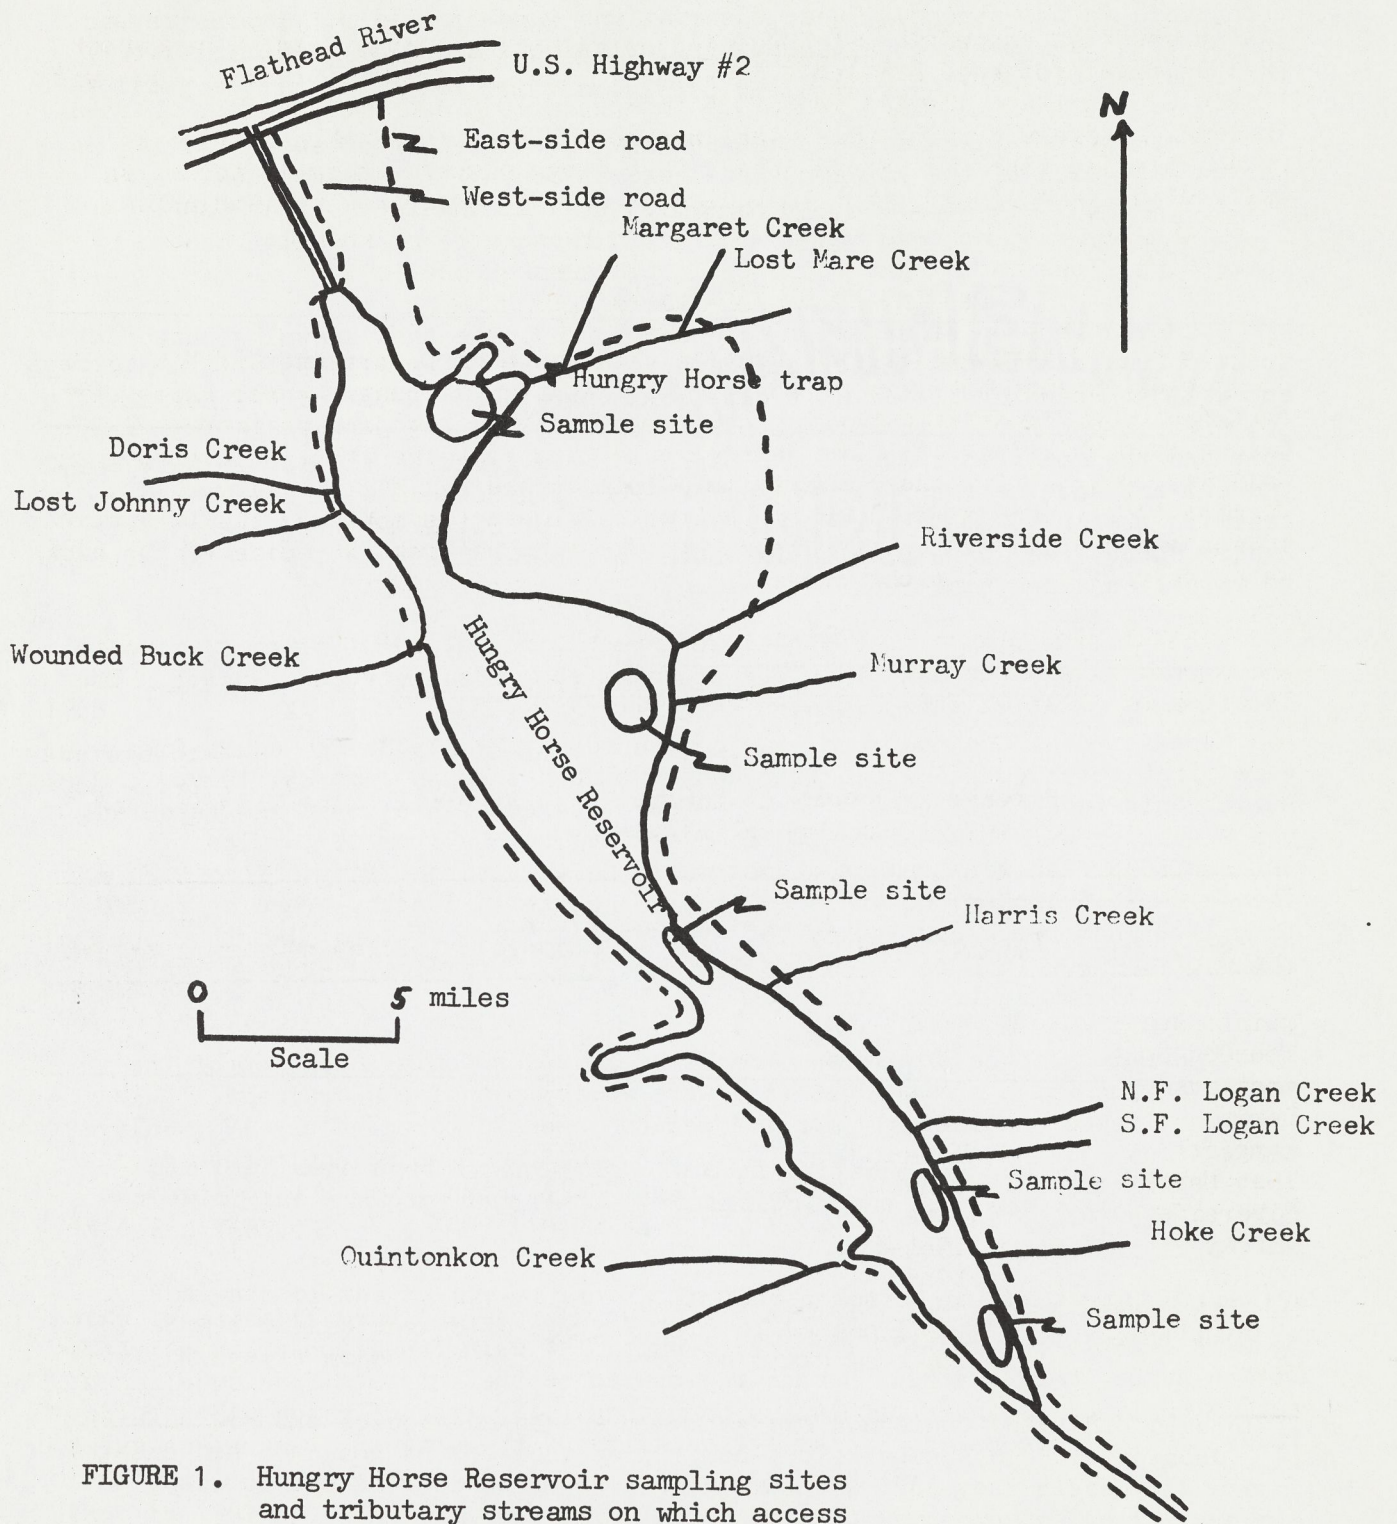 Flathead River
U.S. Highway #2
N
East-side road
West-side road
Margaret Creek
Lost Mare Creek
Hungry Horse trap
Sample site
Doris Creek
Lost Johnny Creek
Riverside Creek
Wounded Buck Creek
Murray Creek
Hungry Horse Reservoir
Sample site
Sample site
Harris Creek
0 5 miles
Scale
N.F. Logan Creek
S.F. Logan Creek
Sample site
Hoke Creek
Quintonkon Creek
Sample site
FIGURE 1. Hungry Horse Reservoir sampling sites
and tributary streams on which access